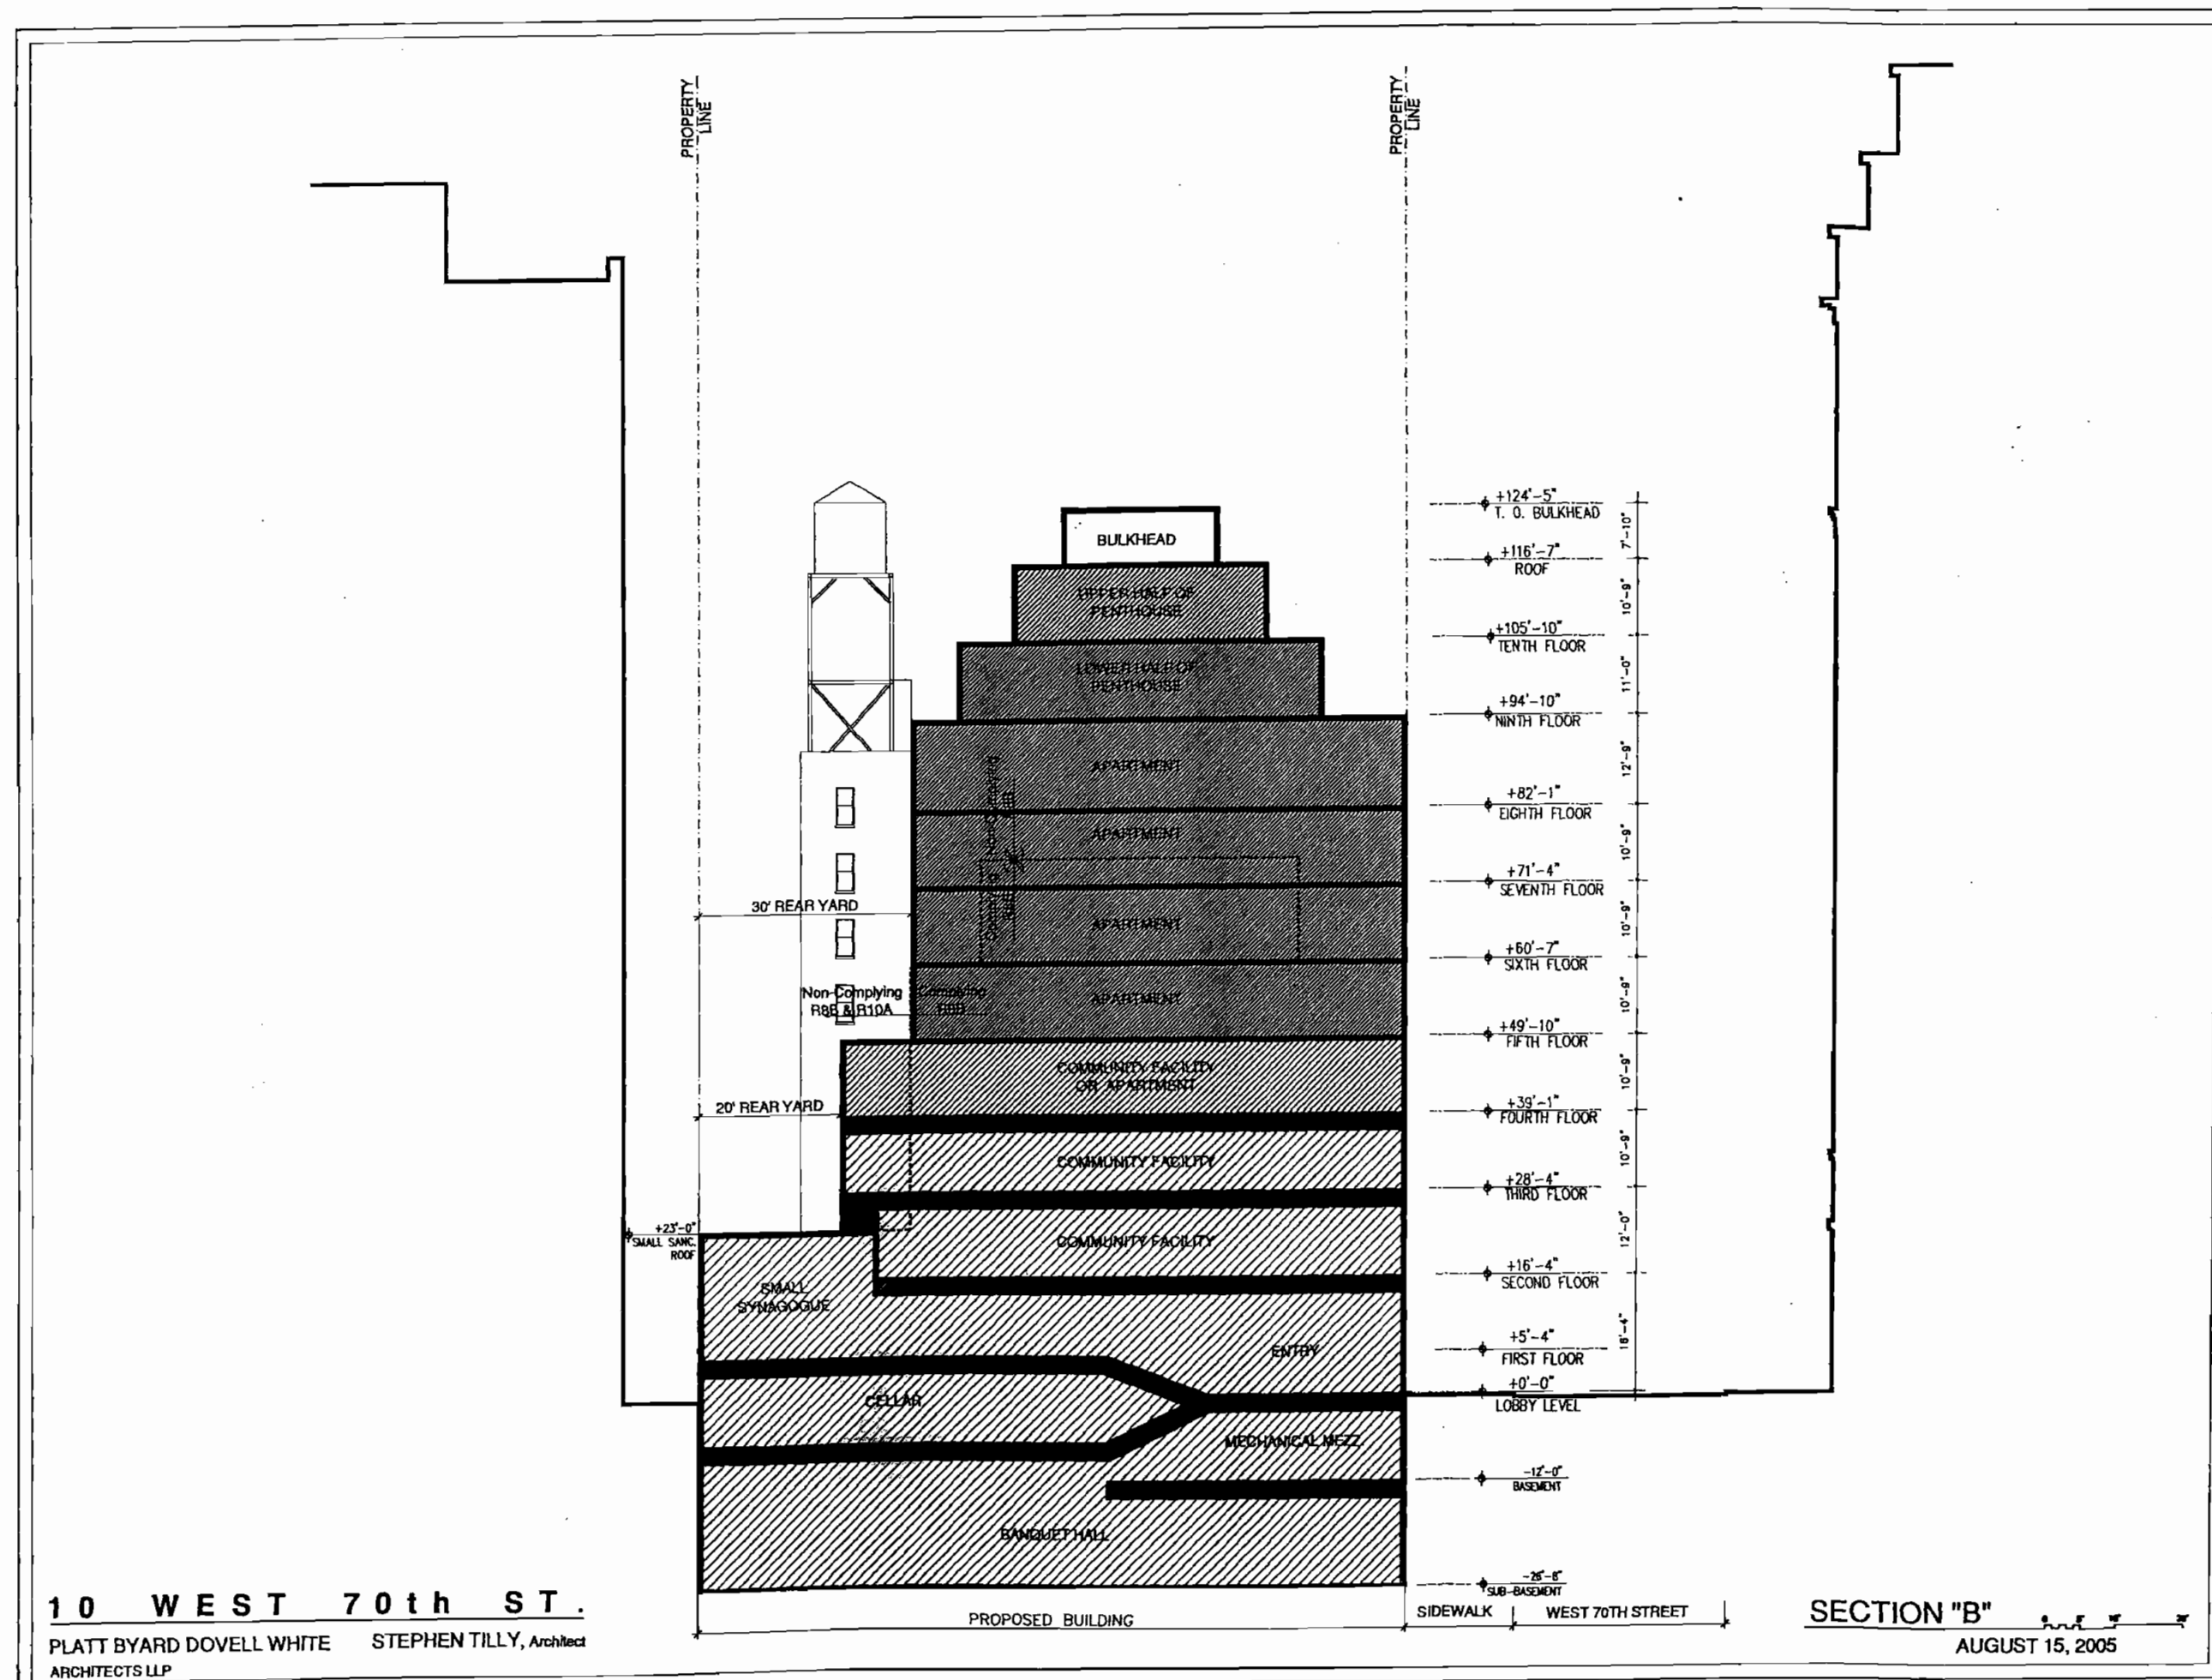 PROPERTY
LINE
PROPERTY
LINE
+124'-5"
T. O. BULKHEAD
7'-10"
BULKHEAD
+116'-7"
ROOF
10'-9"
UPPER HALF OF
PENTHOUSE
+105'-10"
TENTH FLOOR
11'-0"
LOWER HALF OF
PENTHOUSE
+94'-10"
NINTH FLOOR
12'-9"
APARTMENT
Non-Complying
+82'-1"
EIGHTH FLOOR
10'-9"
APARTMENT
+71'-4"
SEVENTH FLOOR
10'-9"
30' REAR YARD
Complying
APARTMENT
+60'-7"
SIXTH FLOOR
10'-9"
Non-Complying
R8B & R10A
Complying
R8B
APARTMENT
+49'-10"
FIFTH FLOOR
10'-9"
COMMUNITY FACILITY
OR APARTMENT
20' REAR YARD
+39'-1"
FOURTH FLOOR
10'-9"
COMMUNITY FACILITY
+28'-4"
THIRD FLOOR
12'-0"
+23'-0"
SMALL SANC.
ROOF
COMMUNITY FACILITY
+16'-4"
SECOND FLOOR
16'-4"
SMALL
SYNAGOGUE
ENTRY
+5'-4"
FIRST FLOOR
+0'-0"
LOBBY LEVEL
CELLAR
MECHANICAL MEZZ.
-12'-0"
BASEMENT
BANQUET HALL
-26'-8"
SUB-BASEMENT
PROPOSED BUILDING
SIDEWALK
WEST 70TH STREET
10 WEST 70th ST.
PLATT BYARD DOVELL WHITE STEPHEN TILLY, Architect
ARCHITECTS LLP
SECTION "B"
AUGUST 15, 2005